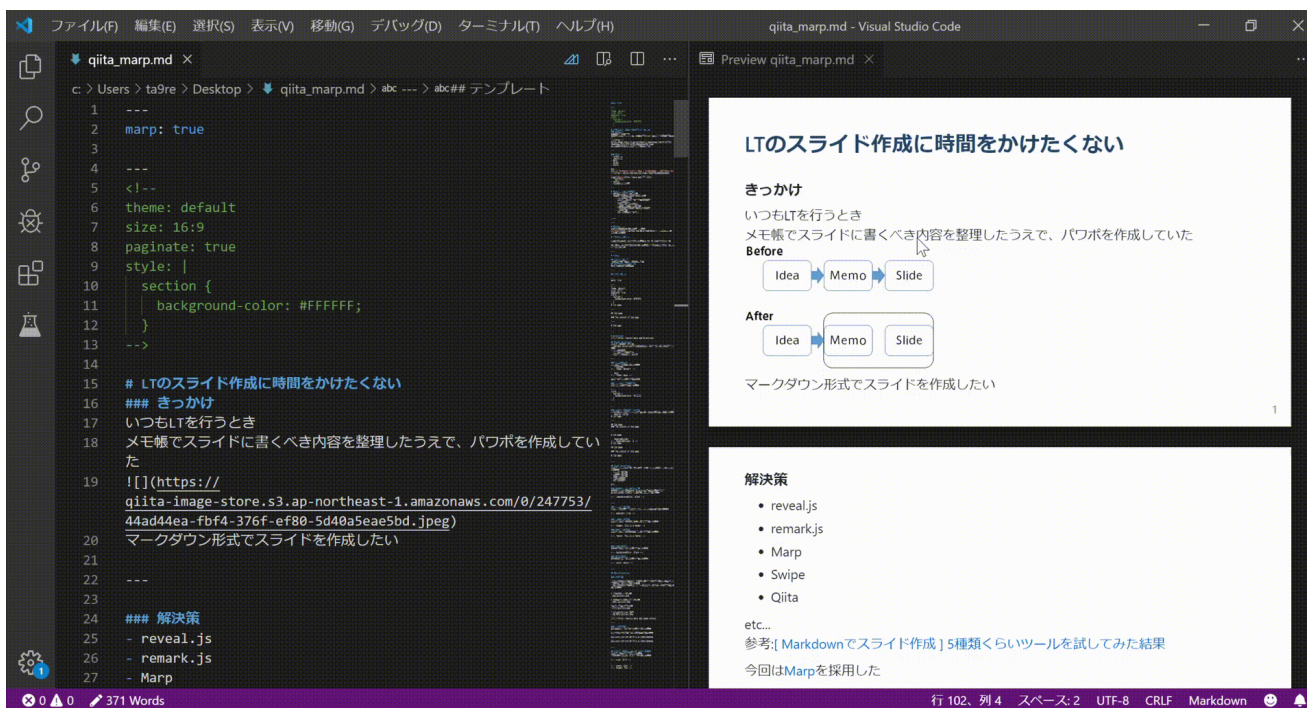 ファイル(F) 編集(E) 選択(S) 表示(V) 移動(G) デバッグ(D) ターミナル(T) ヘルプ(H)
qiita_marp.md - Visual Studio Code
qiita_marp.md
c: > Users > ta9re > Desktop > qiita_marp.md > abc --- > abc## テンプレート
1 ---
2 marp: true
3
4 ---
5 <!--
6 theme: default
7 size: 16:9
8 paginate: true
9 style: |
10 section {
11 background-color: #FFFFFF;
12 }
13 -->
14
15 # LTのスライド作成に時間をかけたくない
16 ### きっかけ
17 いつもLTを行うとき
18 メモ帳でスライドに書くべき内容を整理したうえで、パワポを作成してい
た
19 ![](https://
qiita-image-store.s3.ap-northeast-1.amazonaws.com/0/247753/
44ad44ea-fbf4-376f-ef80-5d40a5eae5bd.jpeg)
20 マークダウン形式でスライドを作成したい
21
22 ---
23
24 ### 解決策
25 - reveal.js
26 - remark.js
27 - Marp
Preview qiita_marp.md
LTのスライド作成に時間をかけたくない
きっかけ
いつもLTを行うとき
メモ帳でスライドに書くべき内容を整理したうえで、パワポを作成していた
Before
Idea Memo Slide
After
Idea Memo Slide
マークダウン形式でスライドを作成したい
1
解決策
• reveal.js
• remark.js
• Marp
• Swipe
• Qiita
etc...
参考:[ Markdownでスライド作成 ] 5種類くらいツールを試してみた結果
今回はMarpを採用した
1
0 0 371 Words
行 102、列 4 スペース: 2 UTF-8 CRLF Markdown